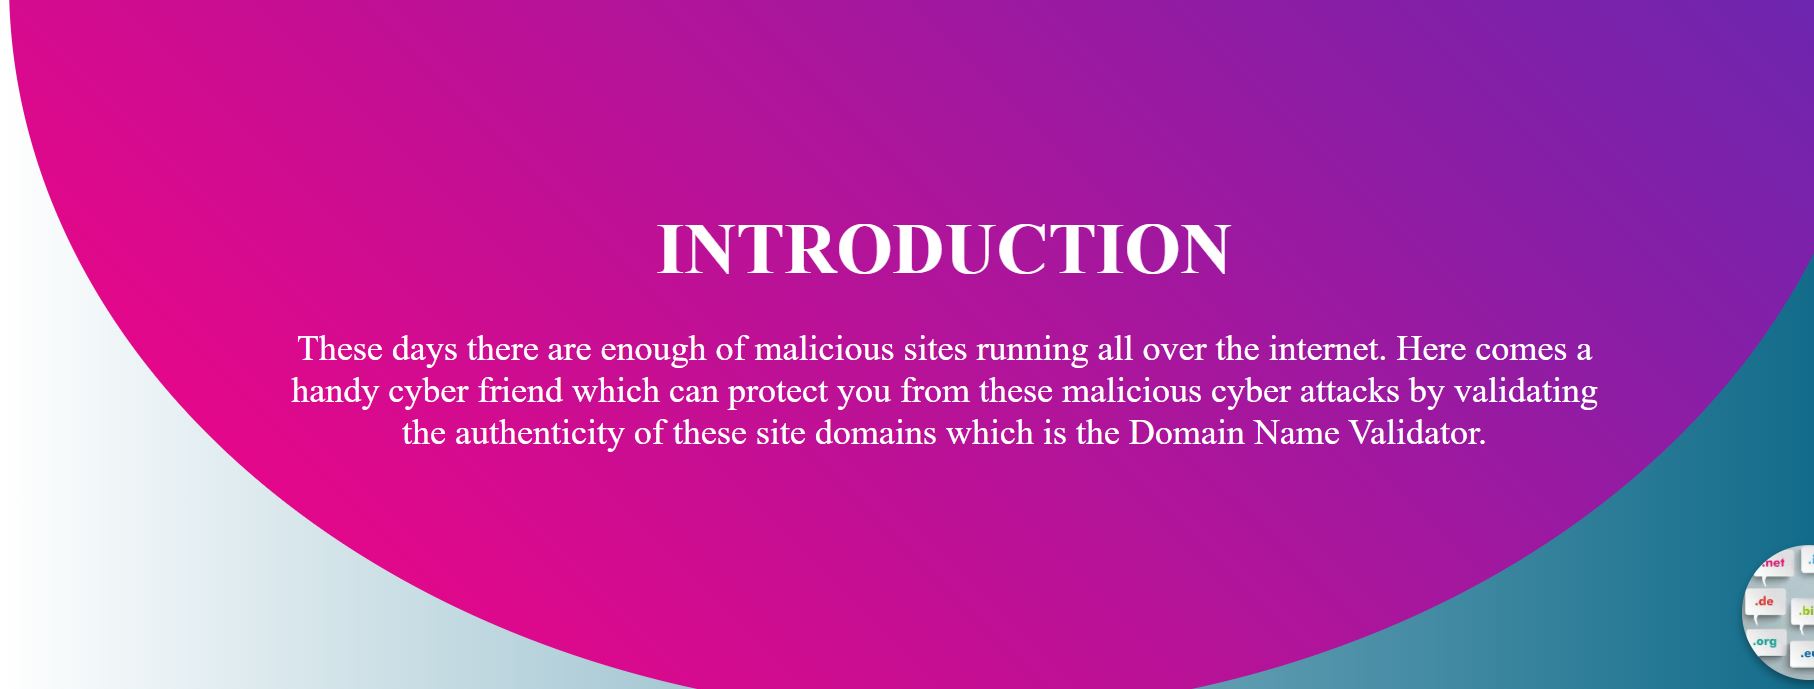 INTRODUCTION
These days there are enough of malicious sites running all over the internet. Here comes a
handy cyber friend which can protect you from these malicious cyber attacks by validating
the authenticity of these site domains which is the Domain Name Validator.
.net
.de
.org